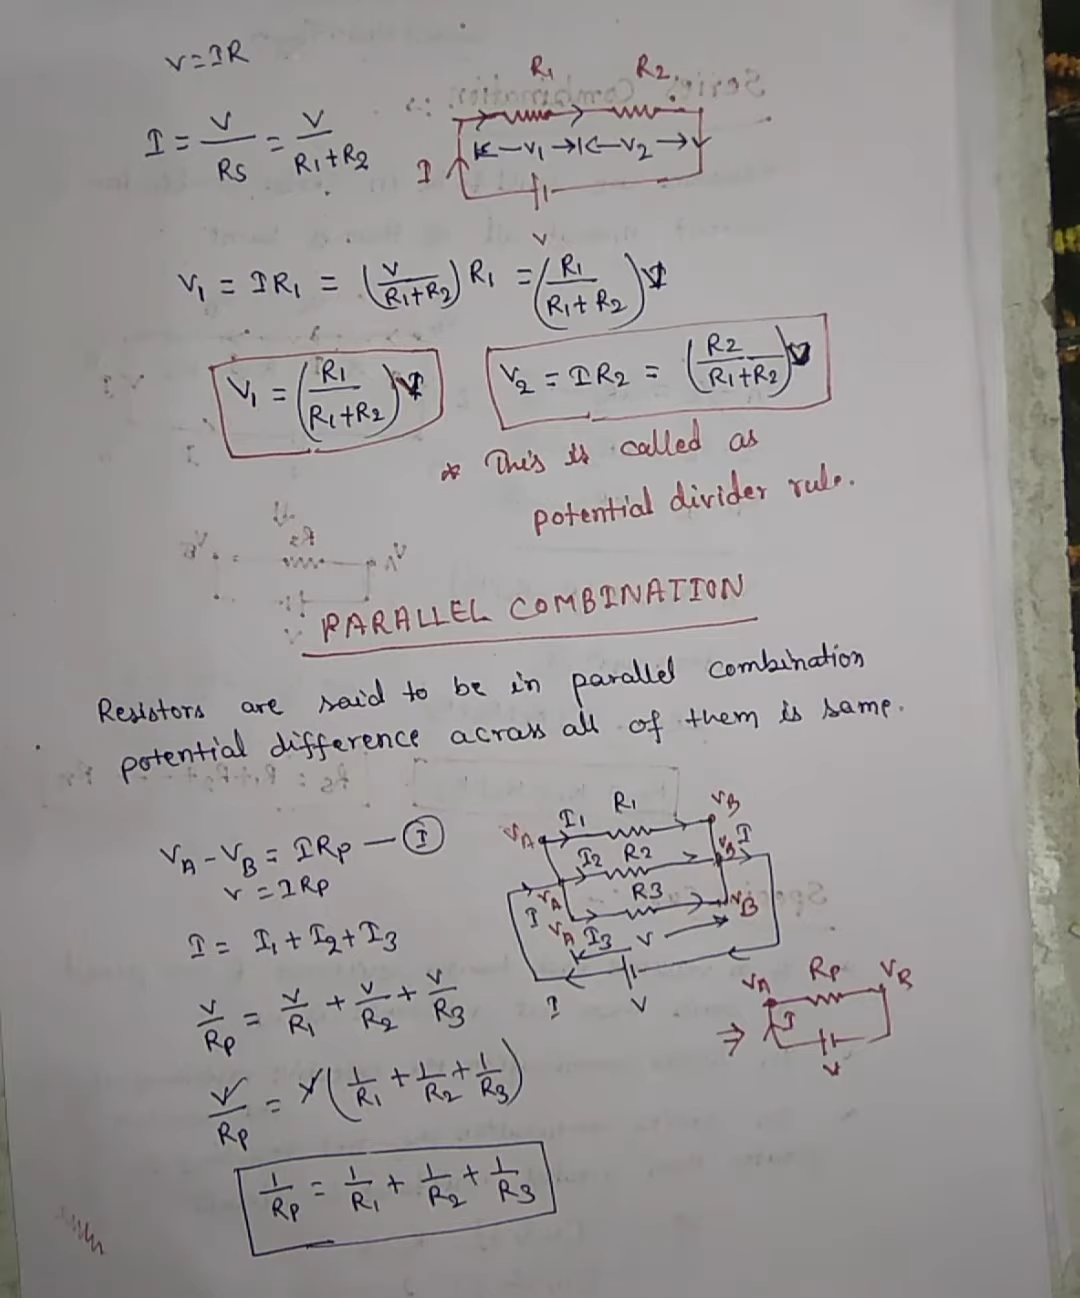 V=IR
I = V/RS = V/R1+R2
R1 R2
V1 V2
I
V
V1 = IR1 = (V/R1+R2) R1 = (R1/R1+R2)V
V1 = (R1/R1+R2)V
V2 = IR2 = (R2/R1+R2)V
* This is called as
potential divider rule.
PARALLEL COMBINATION
Resistors are said to be in parallel combination
potential difference across all of them is same.
VA-VB = IRp — I
V = IRp
I = I1+I2+I3
V/Rp = V/R1 + V/R2 + V/R3
V/Rp = V(1/R1 + 1/R2 + 1/R3)
1/Rp = 1/R1 + 1/R2 + 1/R3
VA I1 R1 VB
I2 R2 VB I
VA R3
I VA I3 V VB
I V
VA Rp VB
⇒ I
V